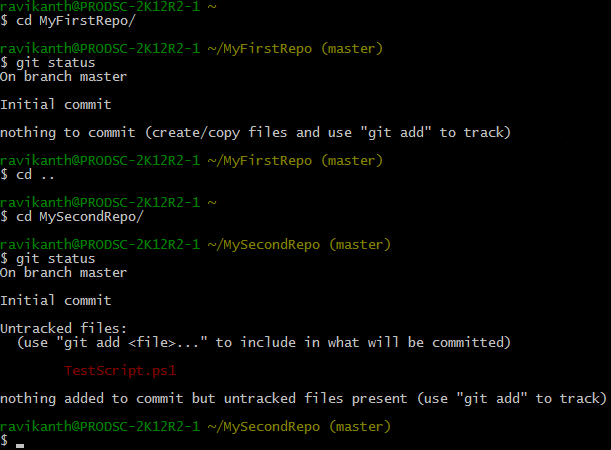 ravikanth@PRODSC-2K12R2-1 ~
$ cd MyFirstRepo/
ravikanth@PRODSC-2K12R2-1 ~/MyFirstRepo (master)
$ git status
On branch master
Initial commit
nothing to commit (create/copy files and use "git add" to track)
ravikanth@PRODSC-2K12R2-1 ~/MyFirstRepo (master)
$ cd ..
ravikanth@PRODSC-2K12R2-1 ~
$ cd MySecondRepo/
ravikanth@PRODSC-2K12R2-1 ~/MySecondRepo (master)
$ git status
On branch master
Initial commit
Untracked files:
(use "git add <file>..." to include in what will be committed)
TestScript.ps1
nothing added to commit but untracked files present (use "git add" to track)
ravikanth@PRODSC-2K12R2-1 ~/MySecondRepo (master)
$